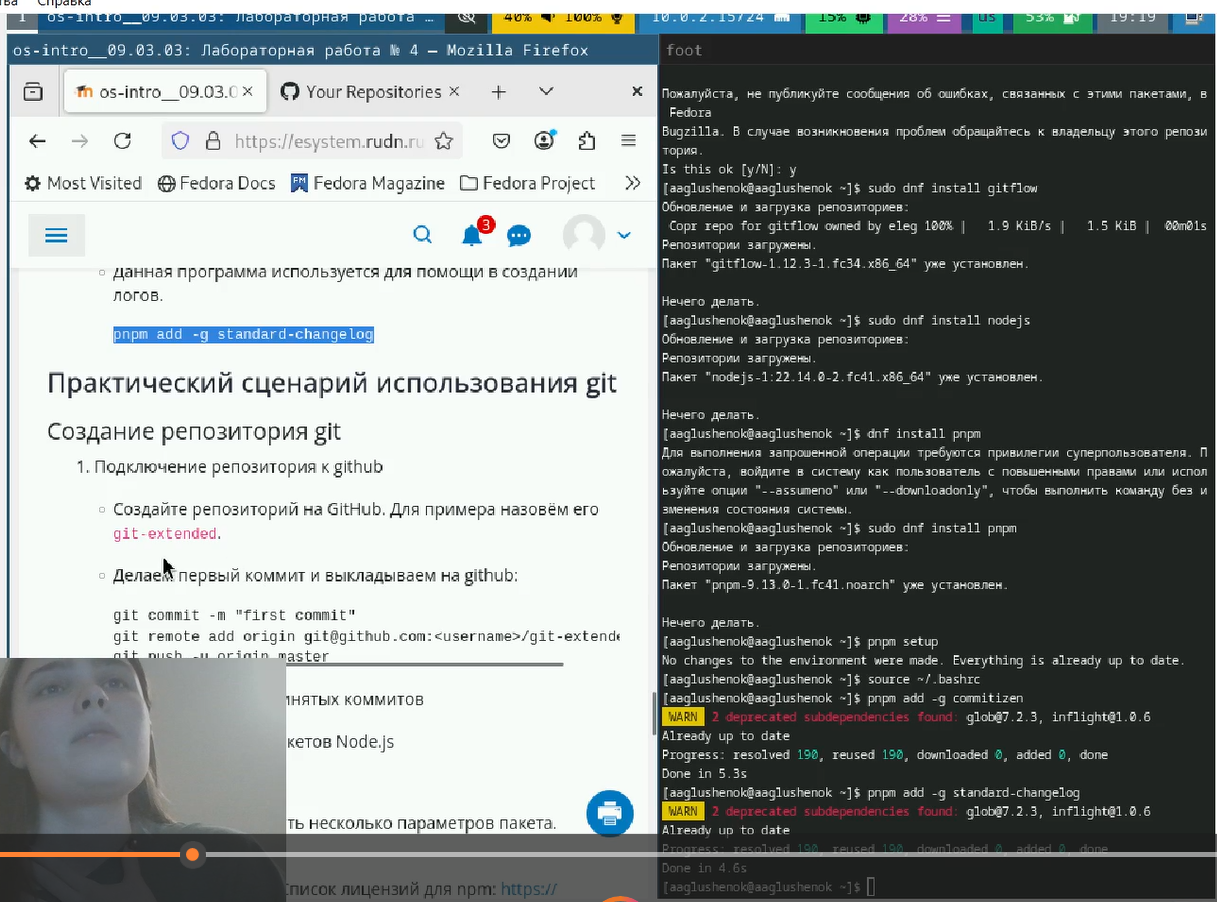 Справка
os-intro__09.03.03: Лабораторная работа ...
40% 100%
10.0.2.15/24
15%
28%
us
53%
19:19
os-intro__09.03.03: Лабораторная работа № 4 — Mozilla Firefox
os-intro__09.03.0
Your Repositories
https://esystem.rudn.ru
Most Visited
Fedora Docs
Fedora Magazine
Fedora Project
3
Данная программа используется для помощи в создании
логов.
pnpm add -g standard-changelog
Практический сценарий использования git
Создание репозитория git
1. Подключение репозитория к github
Создайте репозиторий на GitHub. Для примера назовём его
git-extended.
Делаем первый коммит и выкладываем на github:
git commit -m "first commit"
git remote add origin git@github.com:<username>/git-extende
git push -u origin master
инятых коммитов
кетов Node.js
ть несколько параметров пакета.
Список лицензий для npm: https://
foot
Пожалуйста, не публикуйте сообщения об ошибках, связанных с этими пакетами, в
Fedora
Bugzilla. В случае возникновения проблем обращайтесь к владельцу этого репози
тория.
Is this ok [y/N]: y
[aaglushenok@aaglushenok ~]$ sudo dnf install gitflow
Обновление и загрузка репозиториев:
Copr repo for gitflow owned by eleg 100% | 1.9 KiB/s | 1.5 KiB | 00m01s
Репозитории загружены.
Пакет "gitflow-1.12.3-1.fc34.x86_64" уже установлен.
Нечего делать.
[aaglushenok@aaglushenok ~]$ sudo dnf install nodejs
Обновление и загрузка репозиториев:
Репозитории загружены.
Пакет "nodejs-1:22.14.0-2.fc41.x86_64" уже установлен.
Нечего делать.
[aaglushenok@aaglushenok ~]$ dnf install pnpm
Для выполнения запрошенной операции требуются привилегии суперпользователя. П
ожалуйста, войдите в систему как пользователь с повышенными правами или испол
ьзуйте опции "--assumeno" или "--downloadonly", чтобы выполнить команду без и
зменения состояния системы.
[aaglushenok@aaglushenok ~]$ sudo dnf install pnpm
Обновление и загрузка репозиториев:
Репозитории загружены.
Пакет "pnpm-9.13.0-1.fc41.noarch" уже установлен.
Нечего делать.
[aaglushenok@aaglushenok ~]$ pnpm setup
No changes to the environment were made. Everything is already up to date.
[aaglushenok@aaglushenok ~]$ source ~/.bashrc
[aaglushenok@aaglushenok ~]$ pnpm add -g commitizen
WARN 2 deprecated subdependencies found: glob@7.2.3, inflight@1.0.6
Already up to date
Progress: resolved 190, reused 190, downloaded 0, added 0, done
Done in 5.3s
[aaglushenok@aaglushenok ~]$ pnpm add -g standard-changelog
WARN 2 deprecated subdependencies found: glob@7.2.3, inflight@1.0.6
Already up to date
Progress: resolved 190, reused 190, downloaded 0, added 0, done
Done in 4.6s
[aaglushenok@aaglushenok ~]$